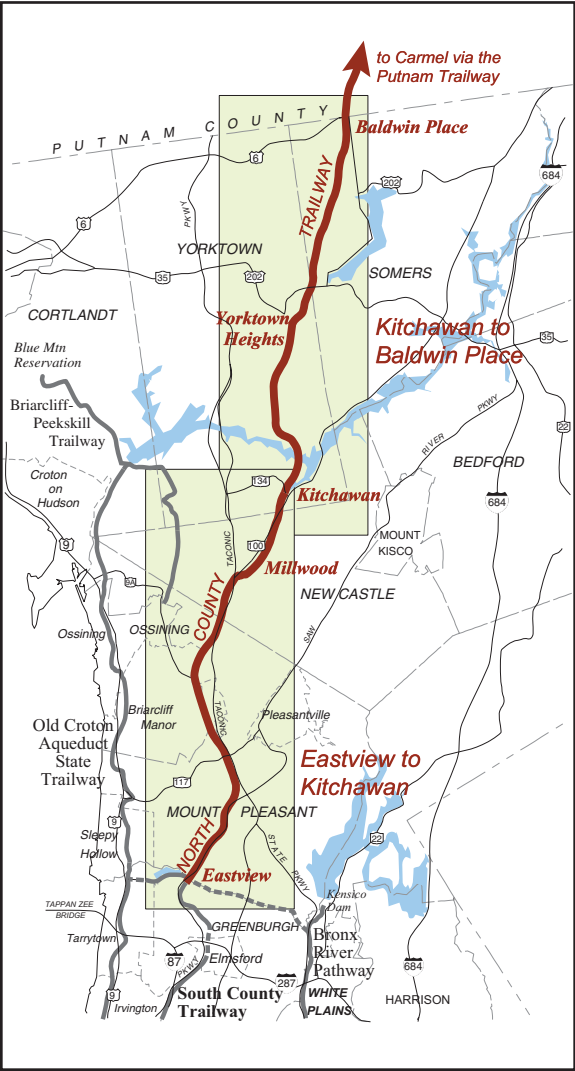 to Carmel via the
Putnam Trailway
PUTNAM COUNTY
Baldwin Place
6
684
202
TRAILWAY
PKWY
6
YORKTOWN
SOMERS
35
202
CORTLANDT
Yorktown
Heights
Kitchawan to
Baldwin Place
35
Blue Mtn
Reservation
Briarcliff-
Peekskill
Trailway
PKWY
RIVER
22
BEDFORD
Croton
on
Hudson
134
Kitchawan
684
9
100
TACONIC
MOUNT
KISCO
Millwood
9A
NEW CASTLE
COUNTY
Ossining
OSSINING
SAW
Briarcliff
Manor
TACONIC
Pleasantville
Old Croton
Aqueduct
State
Trailway
Eastview to
Kitchawan
117
MOUNT PLEASANT
9
Sleepy
Hollow
NORTH
STATE
PKWY
22
Eastview
Kensico
Dam
TAPPAN ZEE
BRIDGE
GREENBURGH
Tarrytown
Bronx
River
Pathway
87
PKWY
Elmsford
684
287
9
Irvington
South County
Trailway
WHITE
PLAINS
HARRISON